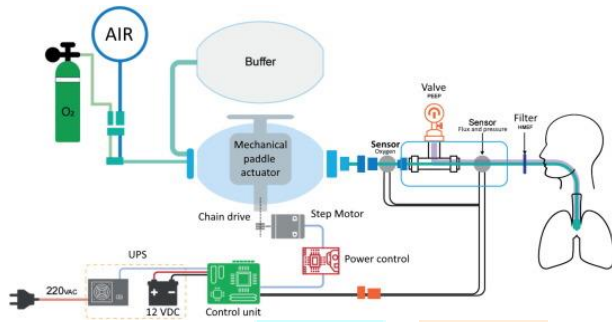 AIR
O₂
Buffer
Mechanical
paddle
actuator
Valve
PEEP
Sensor
Oxygen
Sensor
Flux and pressure
Filter
HMEF
Chain drive
Step Motor
Power control
UPS
220VAC
12 VDC
Control unit